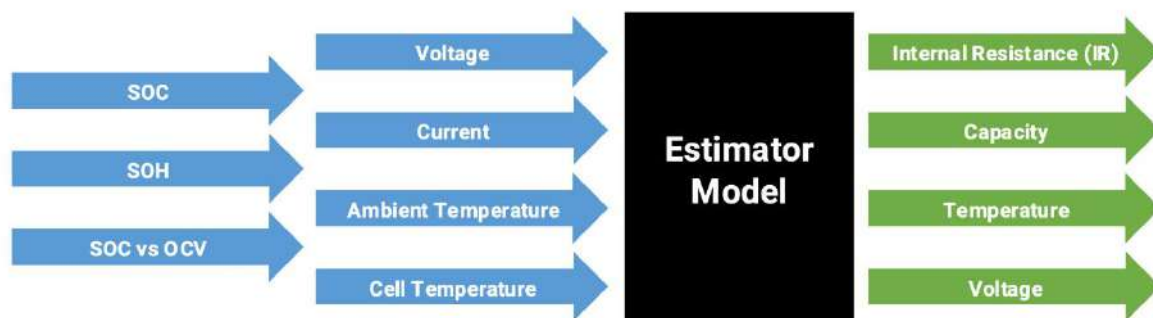 SOC
SOH
SOC vs OCV
Voltage
Current
Ambient Temperature
Cell Temperature
Estimator
Model
Internal Resistance (IR)
Capacity
Temperature
Voltage